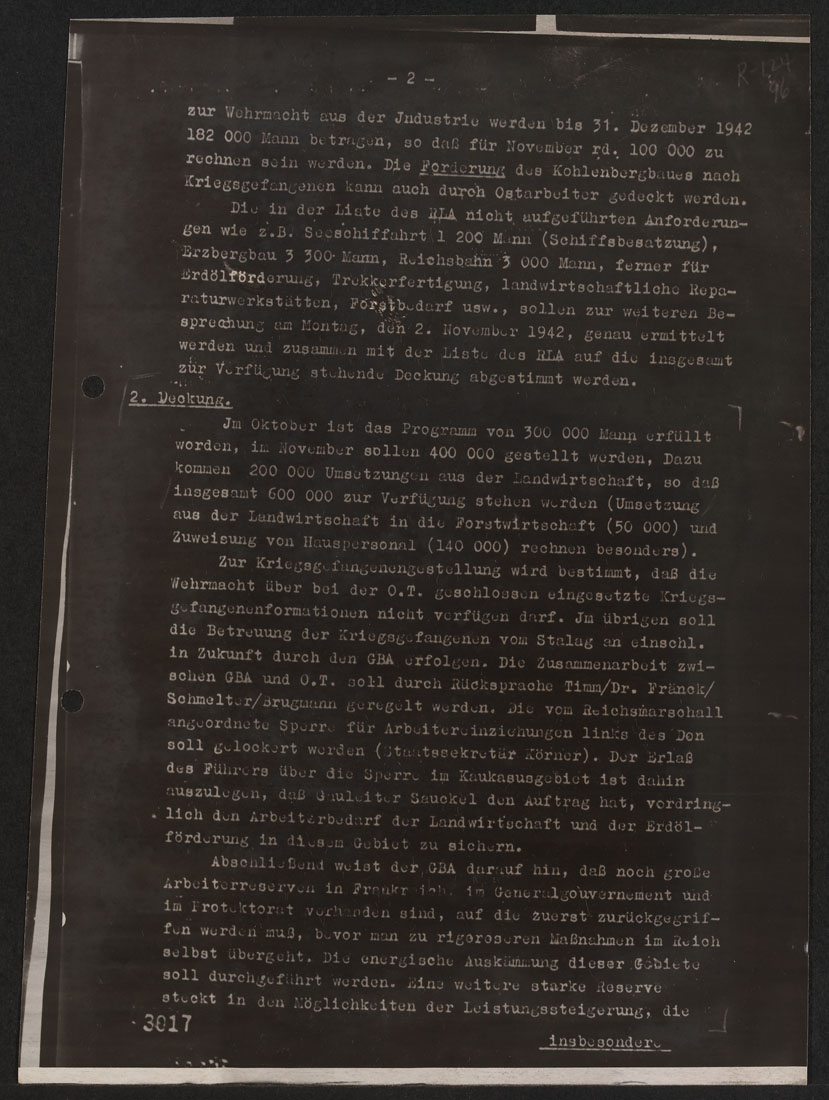 - 2 -
R-124
96
zur Wehrmacht aus der Jndustrie werden bis 31. Dezember 1942
182 000 Mann betragen, so daß für November rd. 100 000 zu
rechnen sein werden. Die Forderung des Kohlenbergbaues nach
Kriegsgefangenen kann auch durch Ostarbeiter gedeckt werden.
Die in der Liste des RLA nicht aufgeführten Anforderun-
gen wie z.B. Seeschiffahrt 1 200 Mann (Schiffsbesatzung),
Erzbergbau 3 300 Mann, Reichsbahn 3 000 Mann, ferner für
Erdölförderung, Treckerfertigung, landwirtschaftliche Repa-
raturwerkstätten, Forstbedarf usw., sollen zur weiteren Be-
sprechung am Montag, den 2. November 1942, genau ermittelt
werden und zusammen mit der Liste des RLA auf die insgesamt
zur Verfügung stehende Deckung abgestimmt werden.
2. Deckung.
Jm Oktober ist das Programm von 300 000 Mann erfüllt
worden, im November sollen 400 000 gestellt werden, Dazu
kommen 200 000 Umsetzungen aus der Landwirtschaft, so daß
insgesamt 600 000 zur Verfügung stehen werden (Umsetzung
aus der Landwirtschaft in die Forstwirtschaft (50 000) und
Zuweisung von Hauspersonal (140 000) rechnen besonders).
Zur Kriegsgefangenengestellung wird bestimmt, daß die
Wehrmacht über bei der O.T. geschlossen eingesetzte Kriegs-
gefangenenformationen nicht verfügen darf. Jm übrigen soll
die Betreuung der Kriegsgefangenen vom Stalag an einschl.
in Zukunft durch den GBA erfolgen. Die Zusammenarbeit zwi-
schen GBA und O.T. soll durch Rücksprache Timm/Dr. Fränck/
Schmelter/Brugmann geregelt werden. Die vom Reichsmarschall
angeordnete Sperre für Arbeitereinziehungen links des Don
soll gelockert werden (Staatssekretär Körner). Der Erlaß
des Führers über die Sperre im Kaukasusgebiet ist dahin
auszulegen, daß Gauleiter Sauckel den Auftrag hat, vordring-
lich den Arbeiterbedarf der Landwirtschaft und der Erdöl-
förderung in diesem Gebiet zu sichern.
Abschließend weist der GBA darauf hin, daß noch große
Arbeiterreserven in Frankreich, im Generalgouvernement und
im Protektorat vorhanden sind, auf die zuerst zurückgegrif-
fen werden muß, bevor man zu rigoroseren Maßnahmen im Reich
selbst übergeht. Die energische Auskämmung dieser Gebiete
soll durchgeführt werden. Eine weitere starke Reserve
steckt in den Möglichkeiten der Leistungssteigerung, die
3017
insbesondere